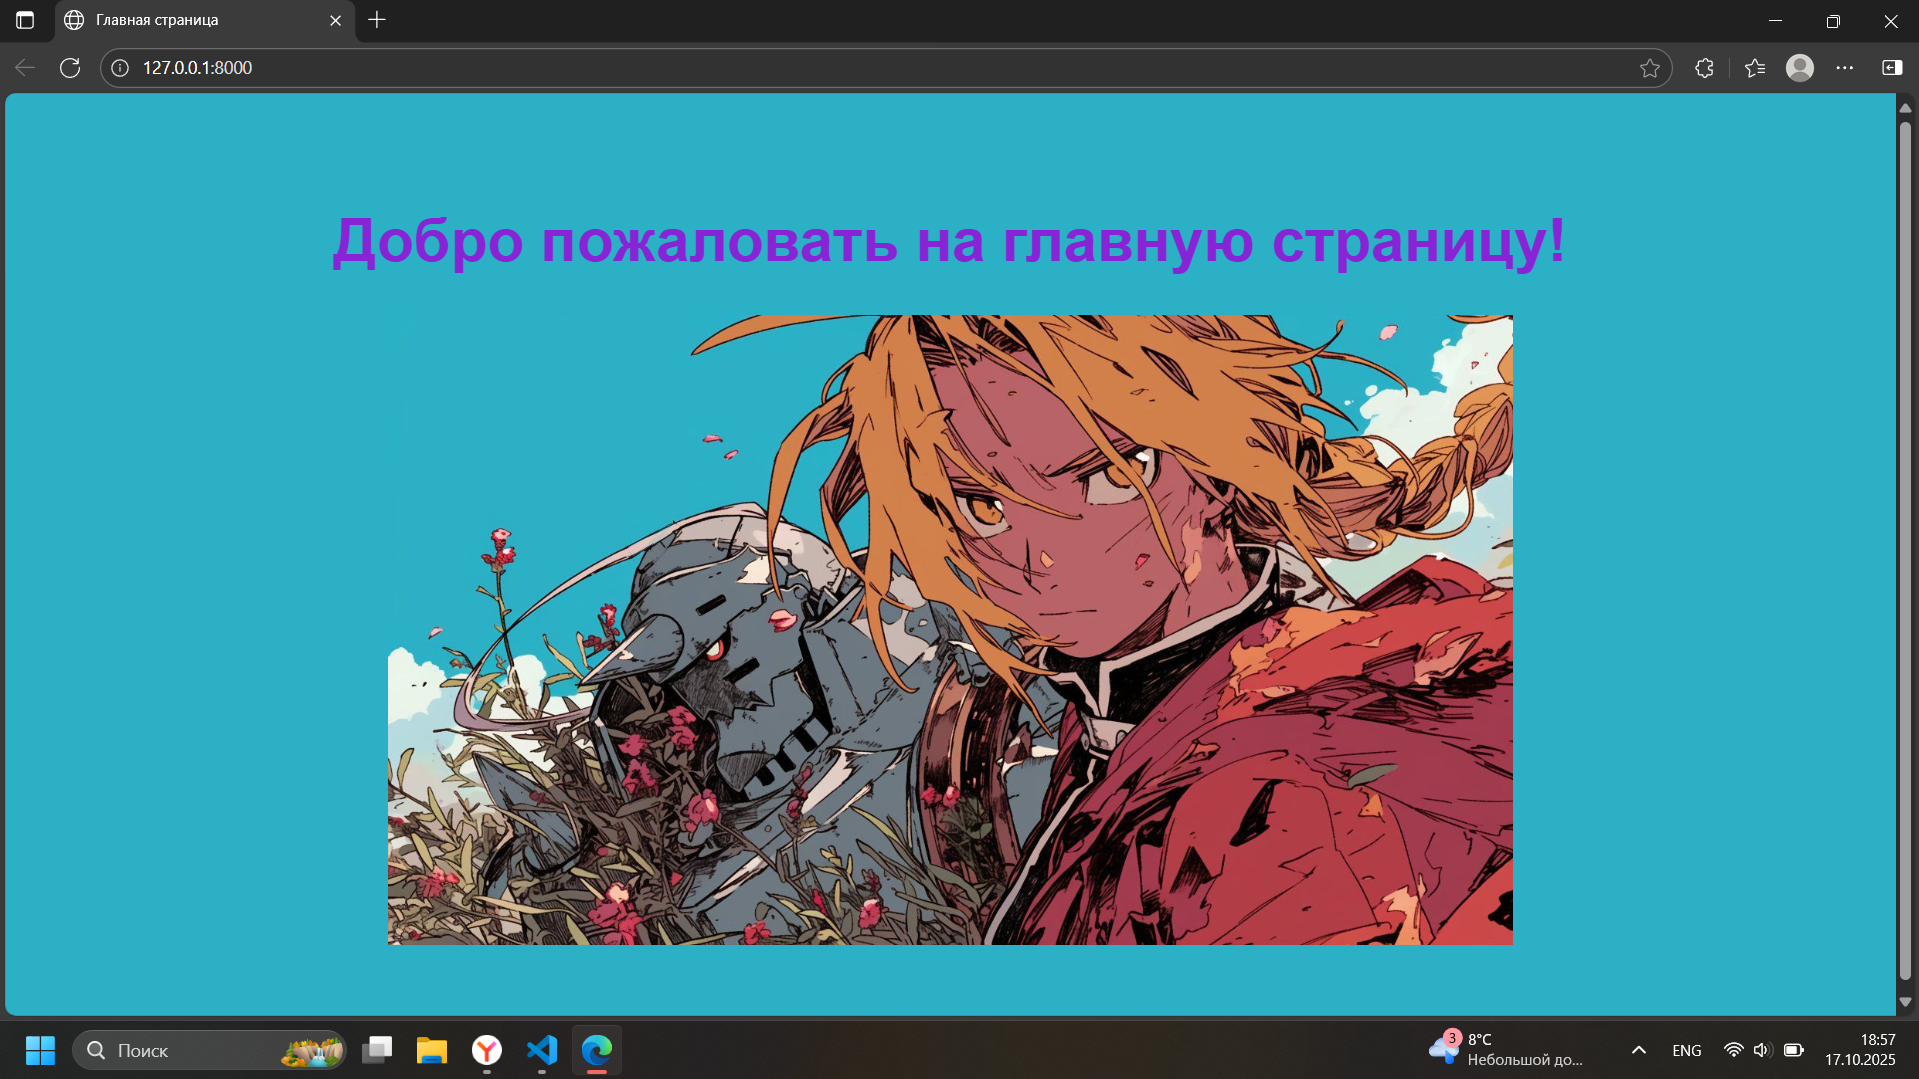 Главная страница
127.0.0.1:8000
Добро пожаловать на главную страницу!
Поиск
3
8°C
Небольшой до...
ENG
18:57
17.10.2025